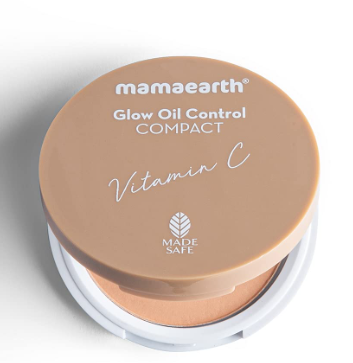 mamaearth®
Glow Oil Control
COMPACT
Vitamin C
MADE
SAFE